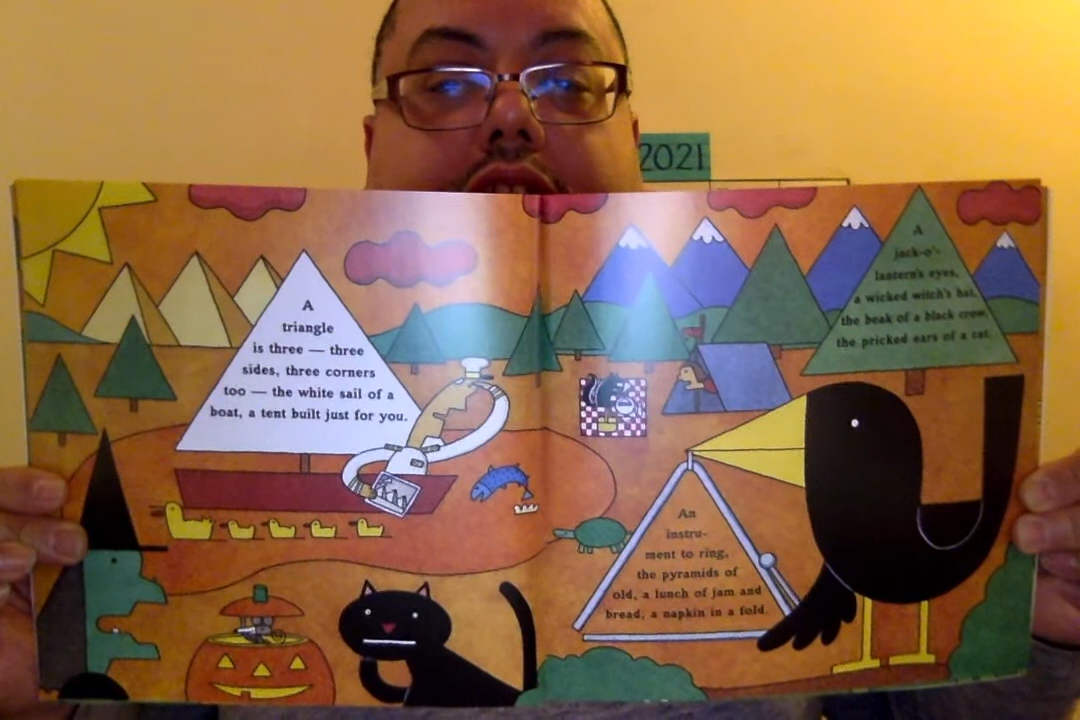 2021
A
triangle
is three — three
sides, three corners
too — the white sail of a
boat, a tent built just for you.
A
jack-o'-
lantern's eyes,
a wicked witch's hat,
the beak of a black crow,
the pricked ears of a cat.
An
instru-
ment to ring,
the pyramids of
old, a lunch of jam and
bread, a napkin in a fold.